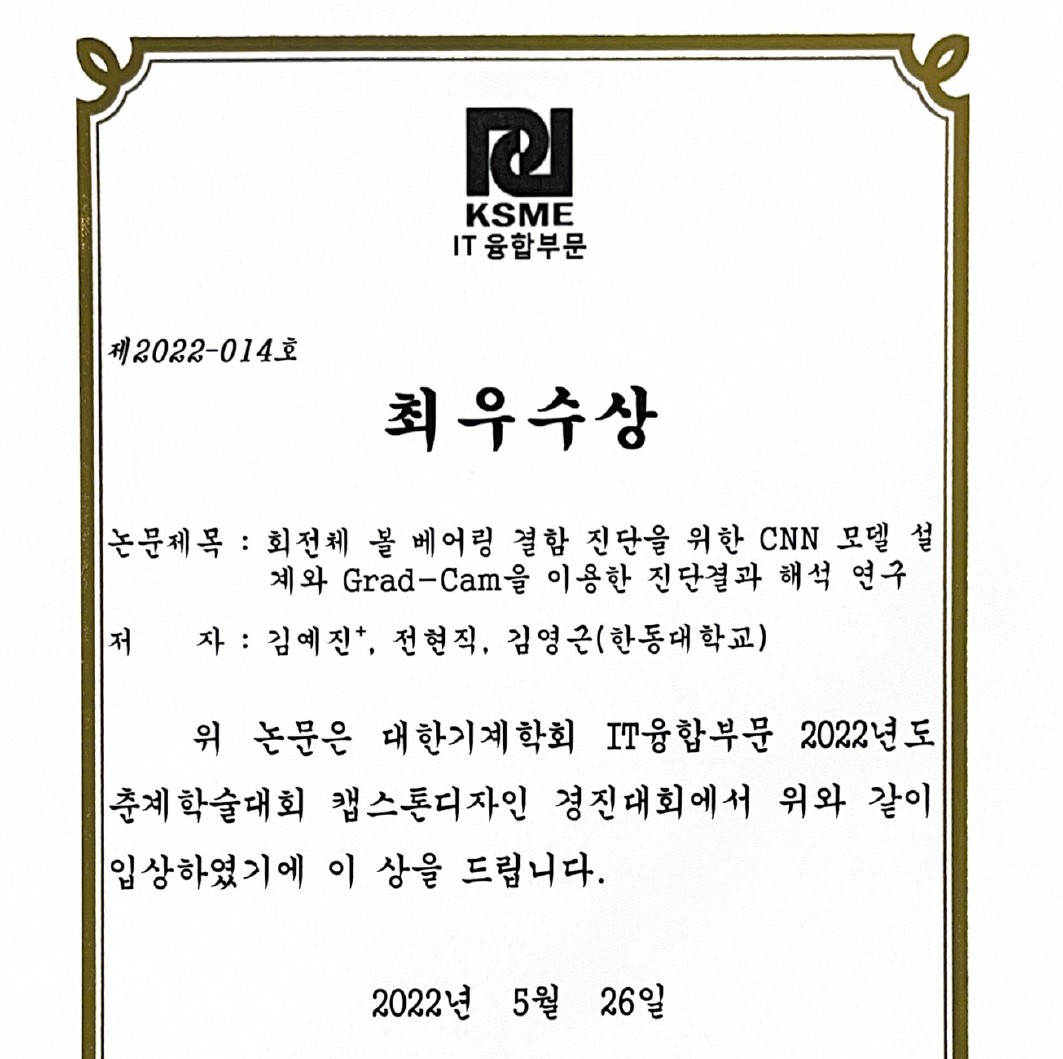 KSME
IT 융합부문
제2022-014호
최우수상
논문제목 : 회전체 볼 베어링 결함 진단을 위한 CNN 모델 설
계와 Grad-Cam을 이용한 진단결과 해석 연구
저 자 : 김예진⁺, 전현직, 김영근(한동대학교)
위 논문은 대한기계학회 IT융합부문 2022년도
춘계학술대회 캡스톤디자인 경진대회에서 위와 같이
입상하였기에 이 상을 드립니다.
2022년 5월 26일